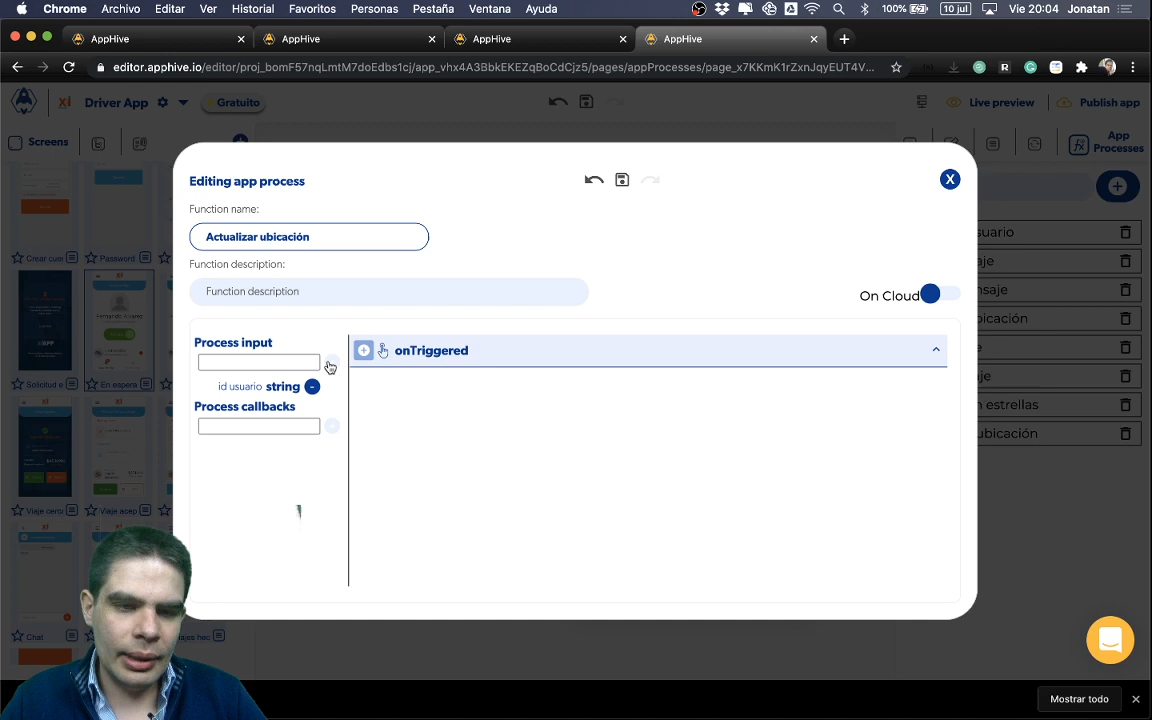 Chrome Archivo Editar Ver Historial Favoritos Personas Pestaña Ventana Ayuda 100% 10 jul Vie 20:04 Jonatan
AppHive AppHive AppHive AppHive
editor.apphive.io/editor/proj_bomF57nqLmtM7doEdbs1cj/app_vhx4A3BbkEKEZqBoCdCjz5/pages/appProcesses/page_x7KKmK1rZxnJqyEUT4V...
xi Driver App Gratuito Live preview Publish app
Screens App Processes
Editing app process X
Function name:
Actualizar ubicación
Function description:
Function description
On Cloud
Process input
onTriggered
id usuario string -
Process callbacks
suario
aje
nsaje
bicación
e
aje
n estrellas
ubicación
Crear cue
Password
Solicitud e
En espera
Viaje cerc
Viaje acep
Chat
ajes hec
Mostrar todo